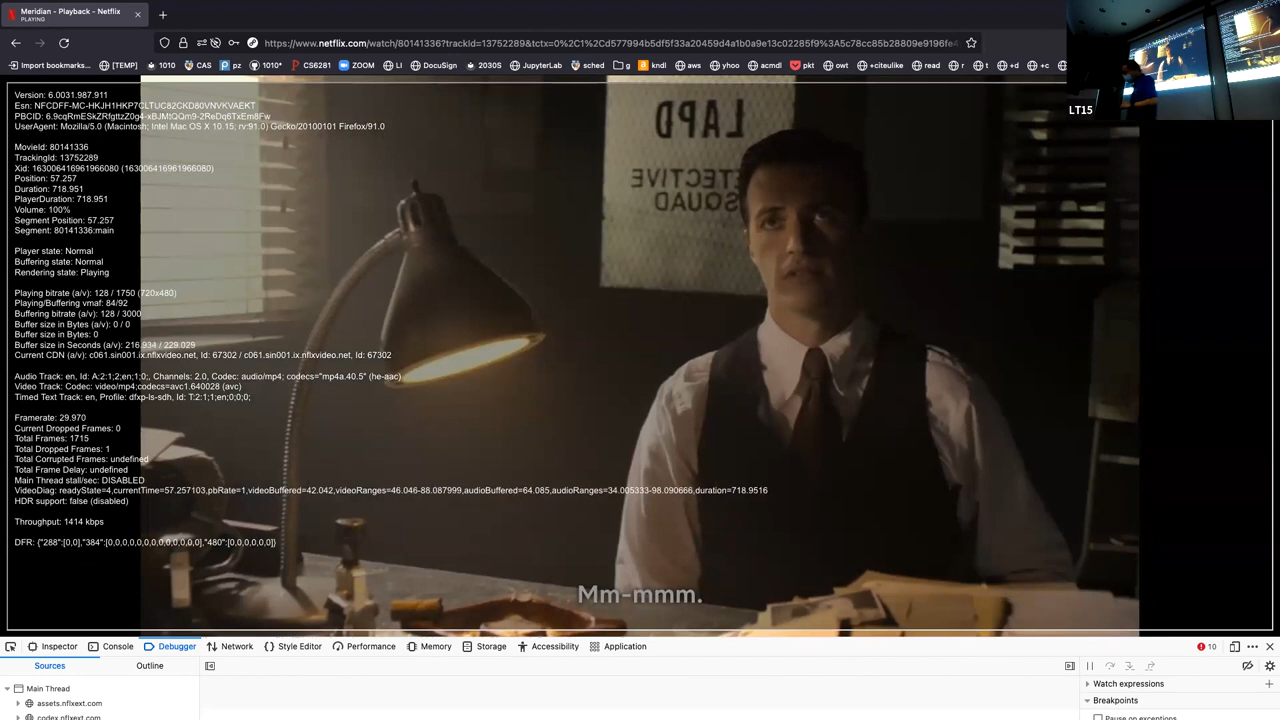 Meridian - Playback - Netflix
PLAYING
https://www.netflix.com/watch/80141336?trackId=13752289&tctx=0%2C1%2Cd577994b5df5f33a20459d4a1b0a9e13c02285f9%3A5c78cc85b28809e9196fe4
Import bookmarks... [TEMP] 1010 CAS pz 1010* CS6281 ZOOM LI DocuSign 2030S JupyterLab sched g kndl aws yhoo acmdl pkt owt +citeulike read r t +d +c
LT15
Version: 6.0031.987.911
Esn: NFCDFF-MC-HKJH1HKP7CLTUC82CKD80VNVKVAEKT
PBCID: 6.9cqRmESkZRfgttzZ0g4-xBJMtQQm9-2ReDq6TxEm8Fw
UserAgent: Mozilla/5.0 (Macintosh; Intel Mac OS X 10.15; rv:91.0) Gecko/20100101 Firefox/91.0
MovieId: 80141336
TrackingId: 13752289
Xid: 163006416961966080 (163006416961966080)
Position: 57.257
Duration: 718.951
PlayerDuration: 718.951
Volume: 100%
Segment Position: 57.257
Segment: 80141336:main
Player state: Normal
Buffering state: Normal
Rendering state: Playing
Playing bitrate (a/v): 128 / 1750 (720x480)
Playing/Buffering vmaf: 84/92
Buffering bitrate (a/v): 128 / 3000
Buffer size in Bytes (a/v): 0 / 0
Buffer size in Bytes: 0
Buffer size in Seconds (a/v): 216.934 / 229.029
Current CDN (a/v): c061.sin001.ix.nflxvideo.net, Id: 67302 / c061.sin001.ix.nflxvideo.net, Id: 67302
Audio Track: en, Id: A:2:1;2;en;1;0;, Channels: 2.0, Codec: audio/mp4; codecs="mp4a.40.5" (he-aac)
Video Track: Codec: video/mp4;codecs=avc1.640028 (avc)
Timed Text Track: en, Profile: dfxp-ls-sdh, Id: T:2:1;1;en;0;0;0;
Framerate: 29.970
Current Dropped Frames: 0
Total Frames: 1715
Total Dropped Frames: 1
Total Corrupted Frames: undefined
Total Frame Delay: undefined
Main Thread stall/sec: DISABLED
VideoDiag: readyState=4,currentTime=57.257103,pbRate=1,videoBuffered=42.042,videoRanges=46.046-88.087999,audioBuffered=64.085,audioRanges=34.005333-98.090666,duration=718.9516
HDR support: false (disabled)
Throughput: 1414 kbps
DFR: {"288":[0,0],"384":[0,0,0,0,0,0,0,0,0,0,0,0],"480":[0,0,0,0,0,0]}
LAPD
DETECTIVE
SQUAD
Mm-mmm.
Inspector Console Debugger Network Style Editor Performance Memory Storage Accessibility Application 10
Sources Outline
Main Thread
assets.nflxext.com
codex.nflxext.com
Watch expressions
Breakpoints
Pause on exceptions